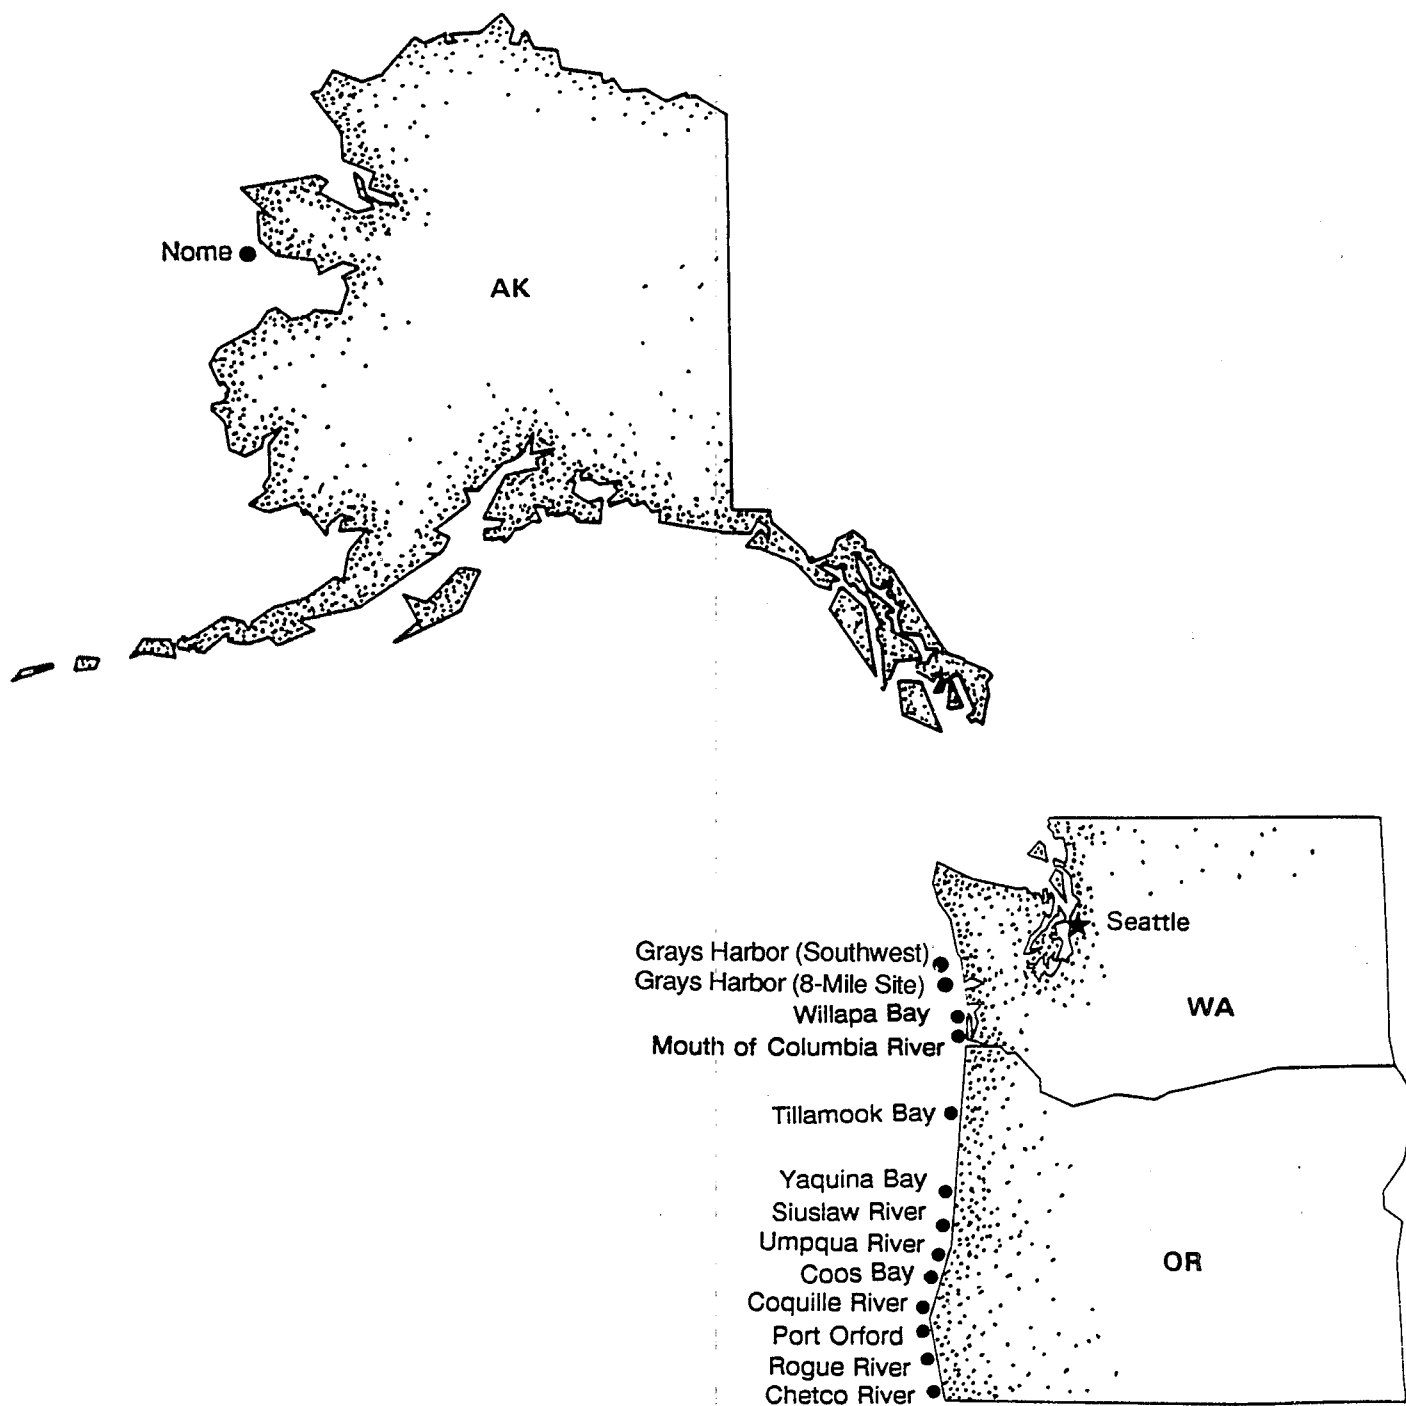 Nome
AK
Seattle
Grays Harbor (Southwest)
Grays Harbor (8-Mile Site)
Willapa Bay
WA
Mouth of Columbia River
Tillamook Bay
Yaquina Bay
Siuslaw River
Umpqua River
OR
Coos Bay
Coquille River
Port Orford
Rogue River
Chetco River